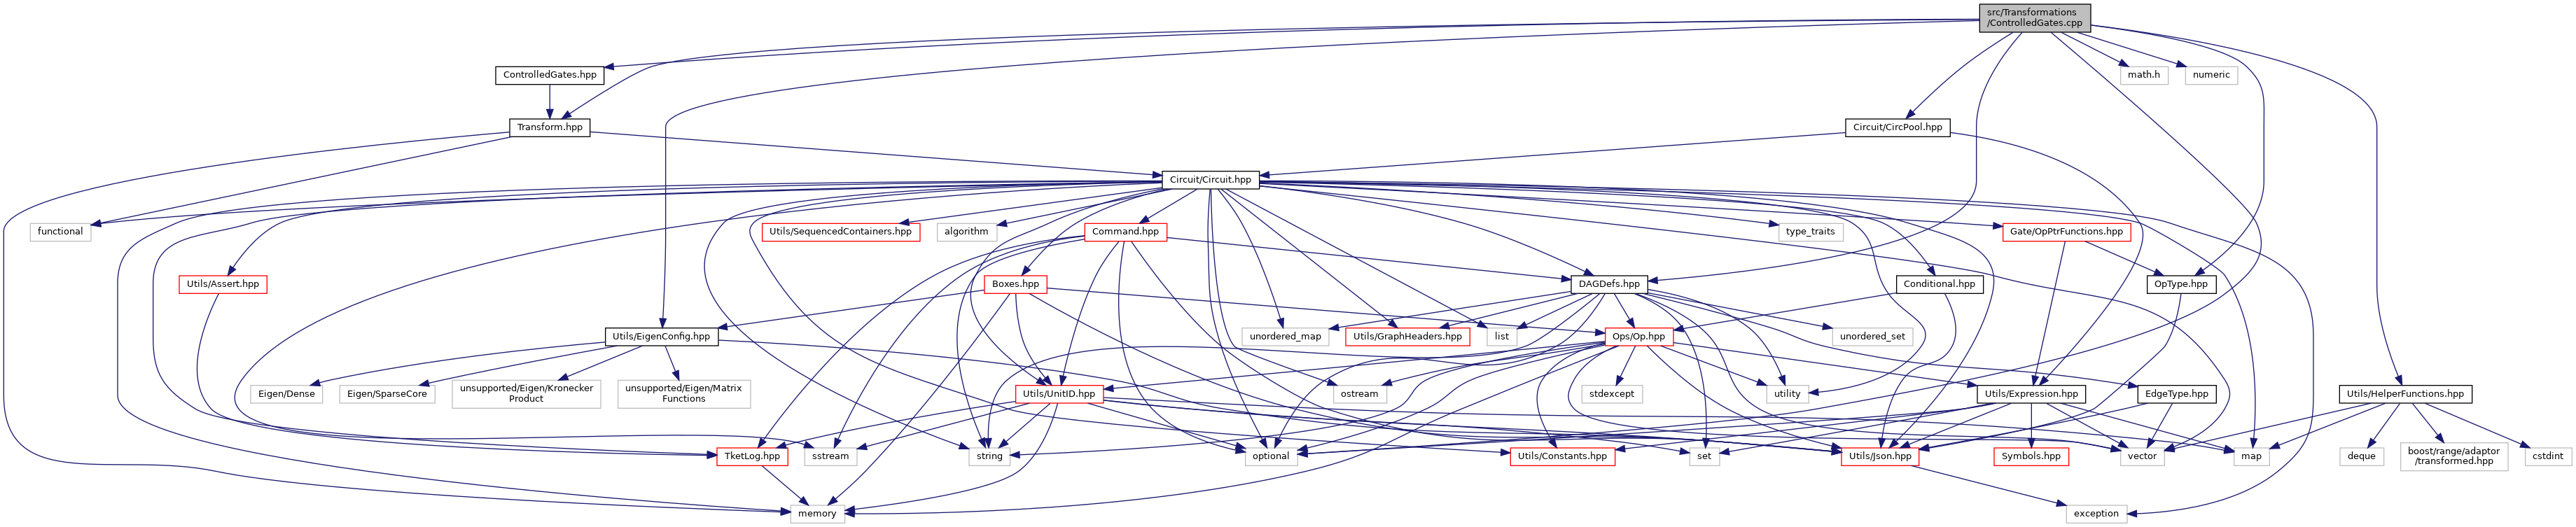 src/Transformations
/ControlledGates.cpp
ControlledGates.hpp
math.h
numeric
Transform.hpp
Circuit/CircPool.hpp
Circuit/Circuit.hpp
functional
Utils/SequencedContainers.hpp
algorithm
Command.hpp
type_traits
Gate/OpPtrFunctions.hpp
Utils/Assert.hpp
Boxes.hpp
DAGDefs.hpp
Conditional.hpp
OpType.hpp
Utils/EigenConfig.hpp
unordered_map
Utils/GraphHeaders.hpp
list
Ops/Op.hpp
unordered_set
Eigen/Dense
Eigen/SparseCore
unsupported/Eigen/Kronecker
Product
unsupported/Eigen/Matrix
Functions
Utils/UnitID.hpp
ostream
stdexcept
utility
Utils/Expression.hpp
EdgeType.hpp
Utils/HelperFunctions.hpp
TketLog.hpp
sstream
string
optional
Utils/Constants.hpp
set
Utils/Json.hpp
Symbols.hpp
vector
map
deque
boost/range/adaptor
/transformed.hpp
cstdint
memory
exception